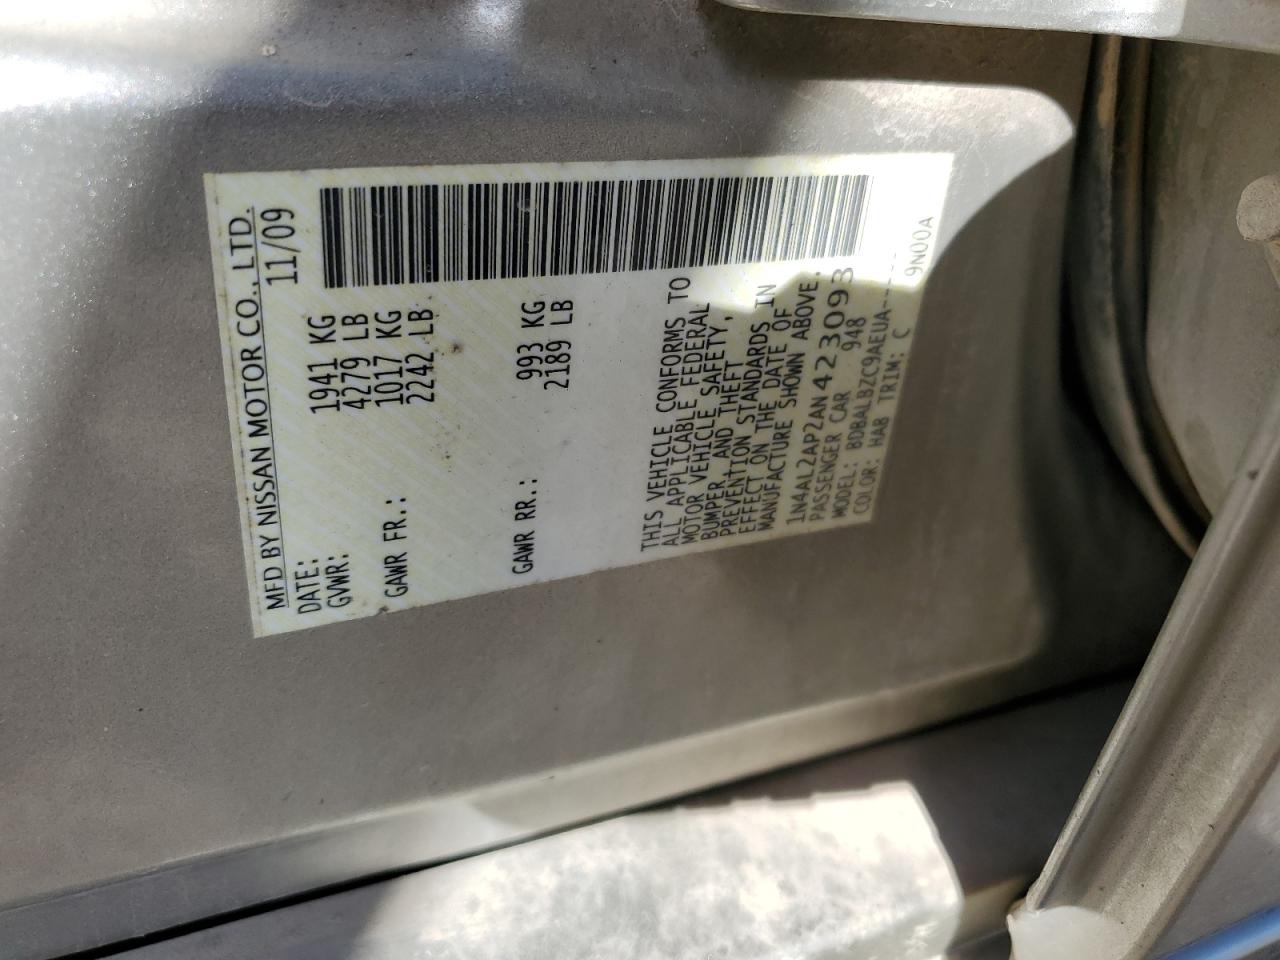 MFD BY NISSAN MOTOR CO., LTD.
DATE: 11/09
GVWR: 1941 KG
4279 LB
GAWR FR.: 1017 KG
2242 LB
GAWR RR.: 993 KG
2189 LB
THIS VEHICLE CONFORMS TO
ALL APPLICABLE FEDERAL
MOTOR VEHICLE SAFETY,
BUMPER, AND THEFT
PREVENTION STANDARDS IN
EFFECT ON THE DATE OF
MANUFACTURE SHOWN ABOVE.
1N4AL2AP2AN423093
PASSENGER CAR 948
MODEL: BDBALBZC9AEUA-----
COLOR: HAB TRIM: C 9N00A